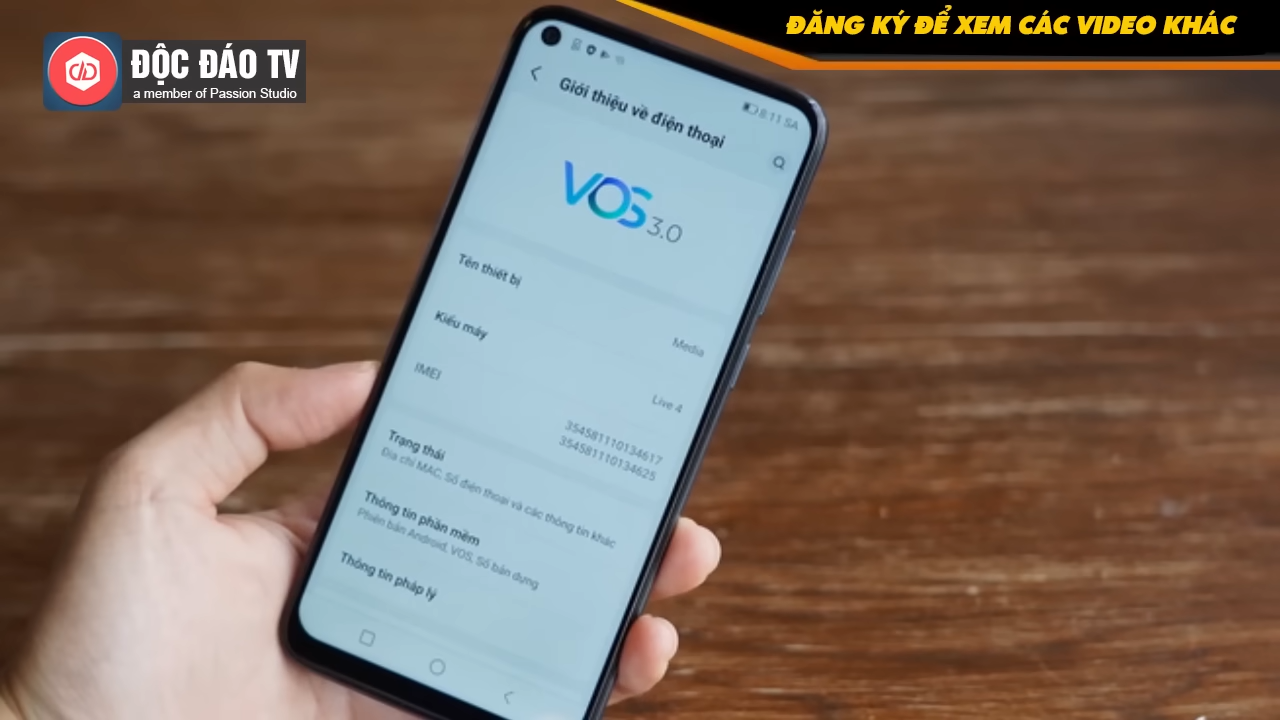 ĐĂNG KÝ ĐỂ XEM CÁC VIDEO KHÁC
ĐỘC ĐÁO TV
a member of Passion Studio
8:11 SA
Giới thiệu về điện thoại
VOS 3.0
Tên thiết bị
Media
Kiểu máy
Live 4
IMEI
354581110134617
354581110134625
Trạng thái
Địa chỉ MAC, Số điện thoại và các thông tin khác
Thông tin phần mềm
Phiên bản Android, VOS, Số bản dựng
Thông tin pháp lý